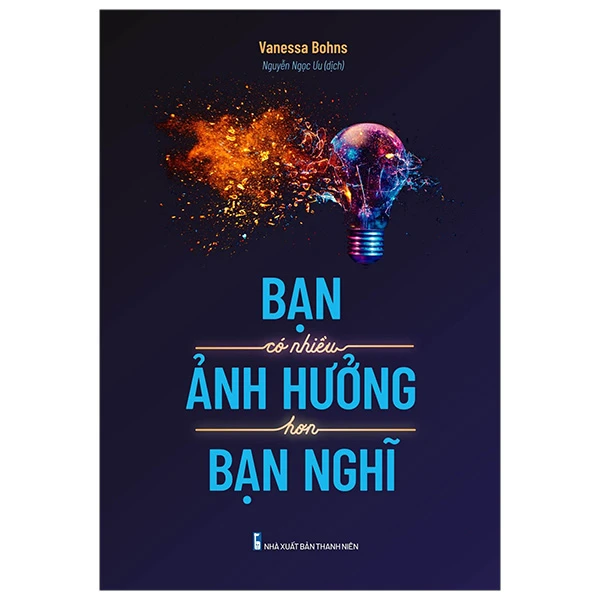 Vanessa Bohns
Nguyễn Ngọc Ưu (dịch)
BẠN
có nhiều
ẢNH HƯỞNG
hơn
BẠN NGHĨ
NHÀ XUẤT BẢN THANH NIÊN